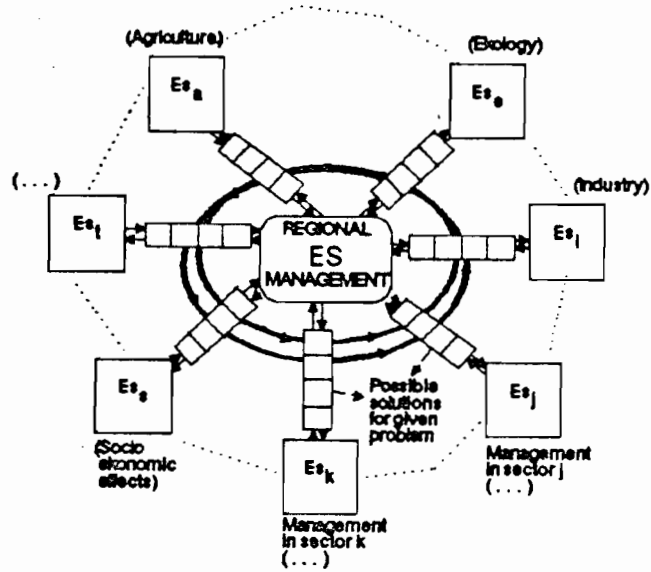 (Agriculture)
Es a
(Ekology)
Es e
(...)
Es t
(Industry)
Es i
REGIONAL
ES
MANAGEMENT
Es s
(Socio
ekonomic
effects)
Possible
solutions
for given
problem
Es k
Management
in sector k
(...)
Es j
Management
in sector j
(...)